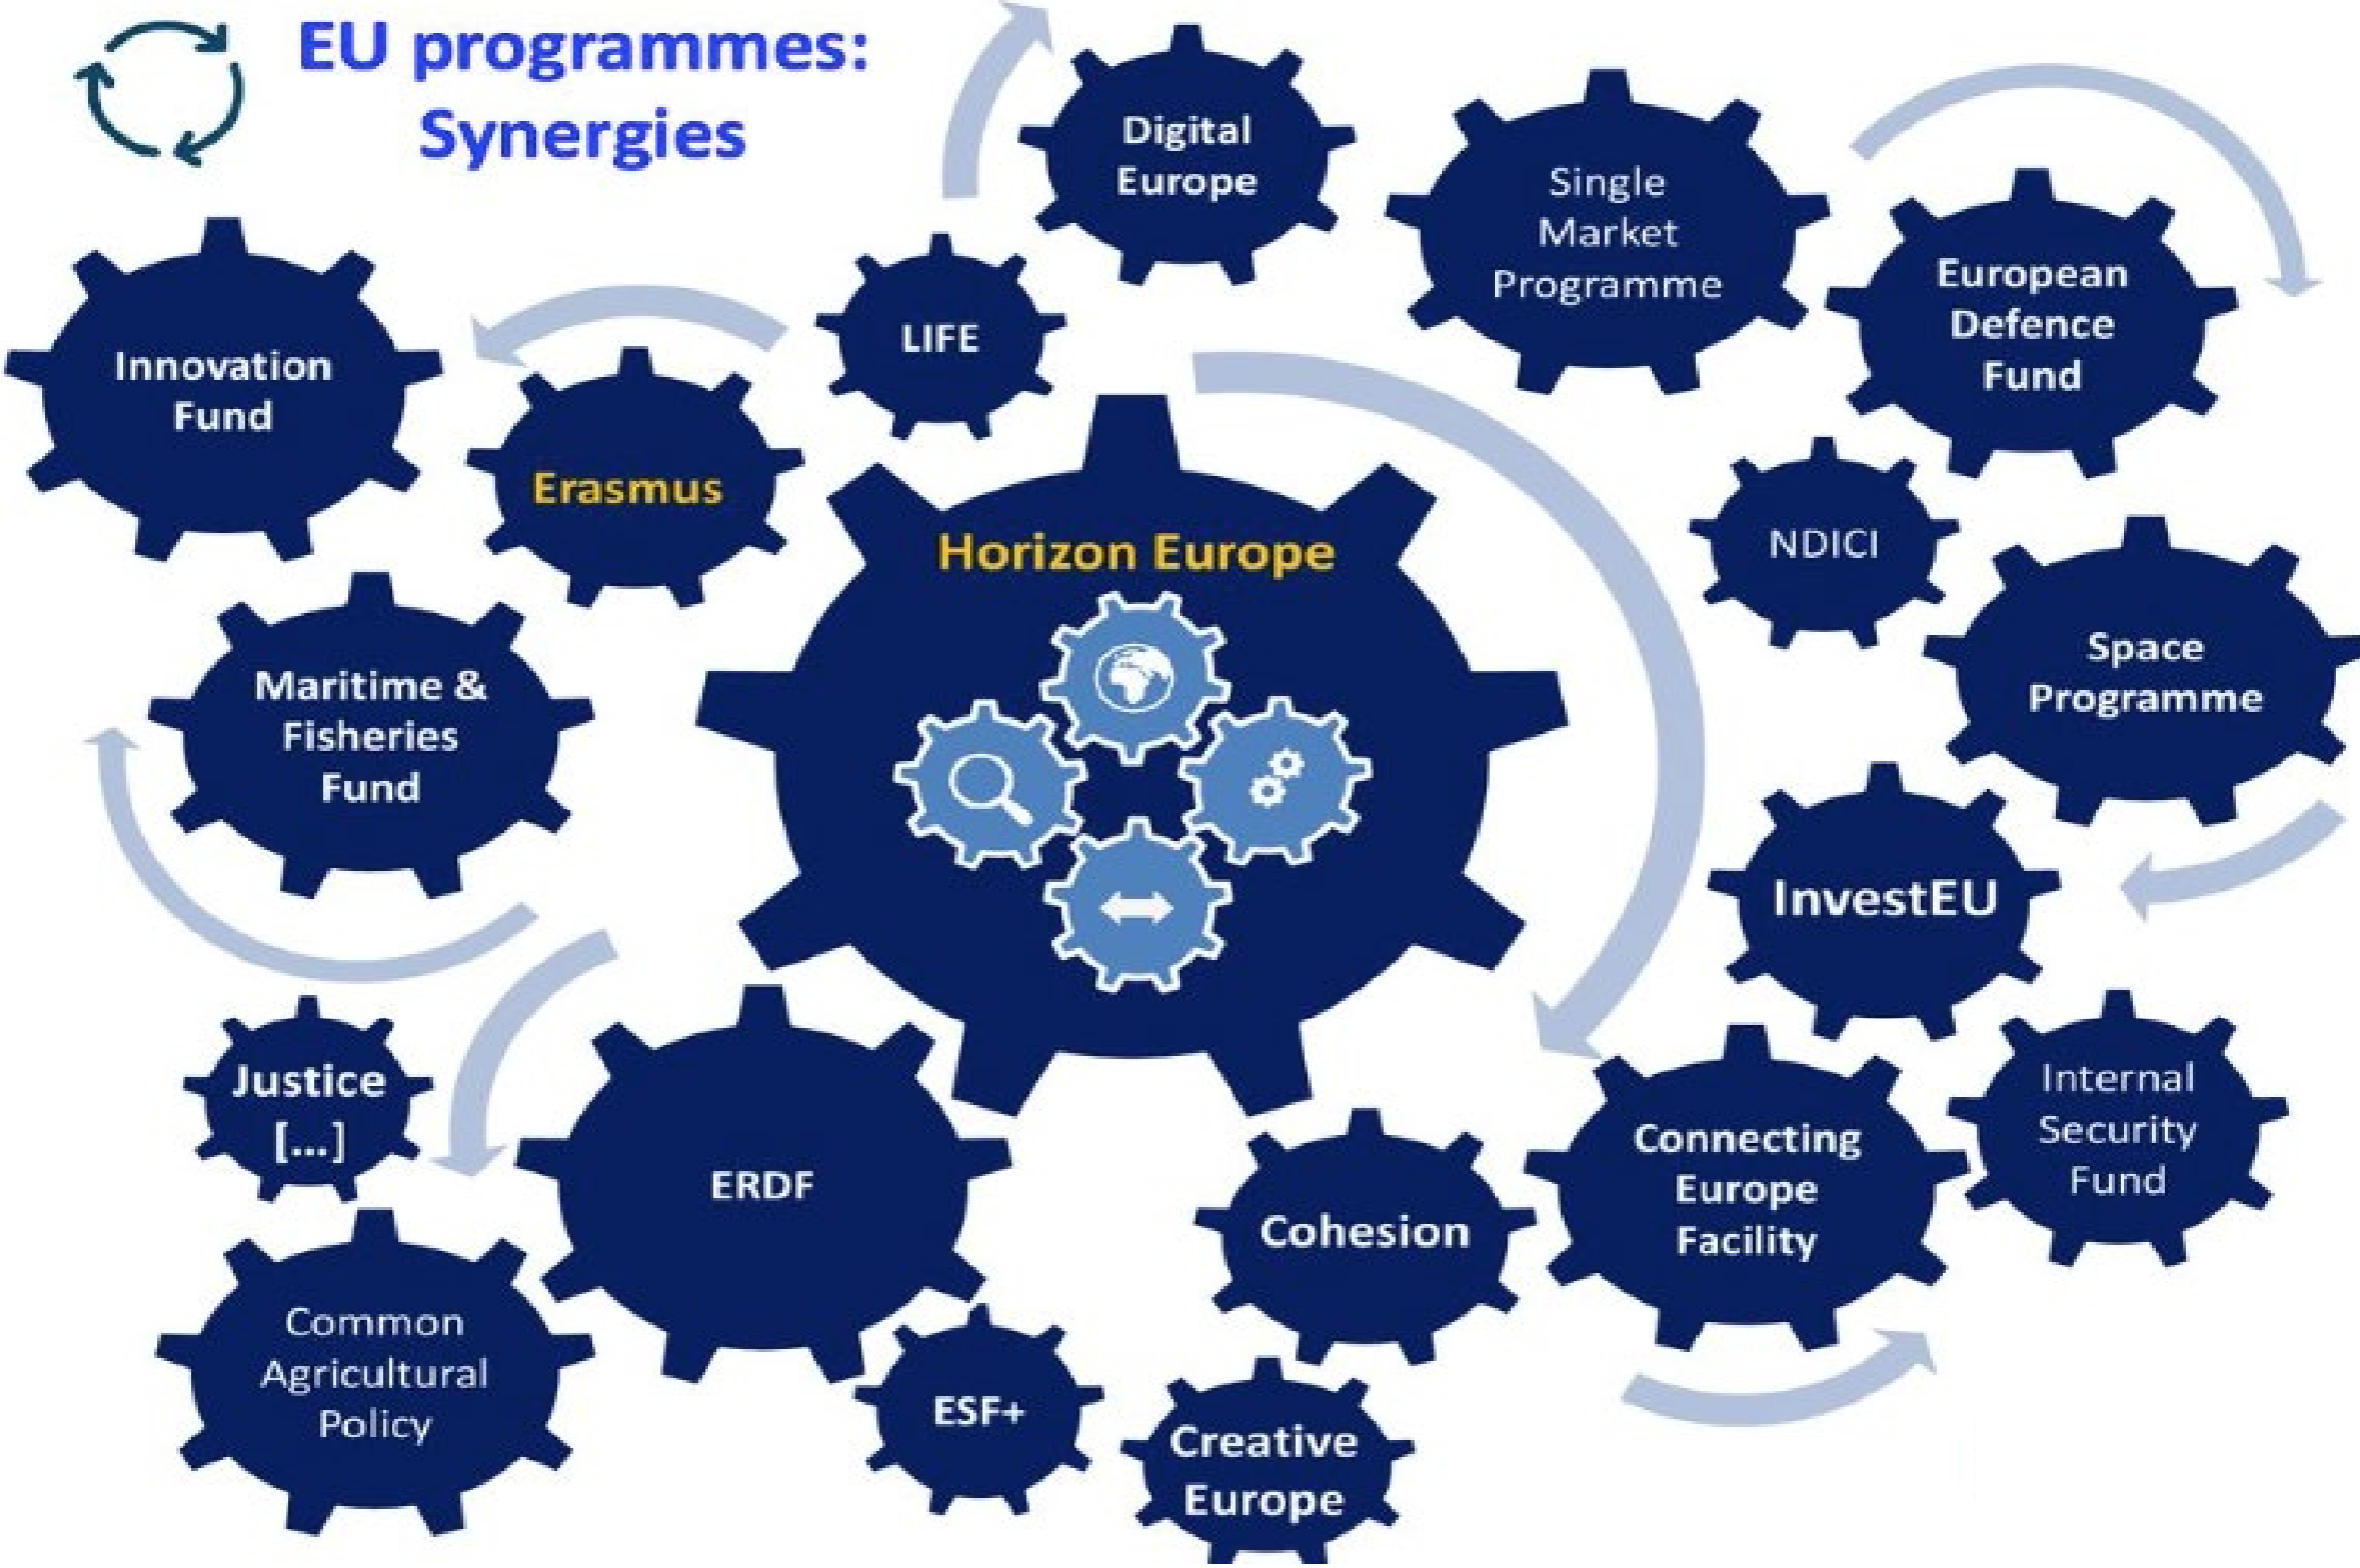 EU programmes:
Synergies
Digital
Europe
Single
Market
Programme
European
Defence
Fund
LIFE
Innovation
Fund
Erasmus
Horizon Europe
NDICI
Space
Programme
Maritime &
Fisheries
Fund
InvestEU
Justice
[...]
ERDF
Cohesion
Connecting
Europe
Facility
Internal
Security
Fund
Common
Agricultural
Policy
ESF+
Creative
Europe